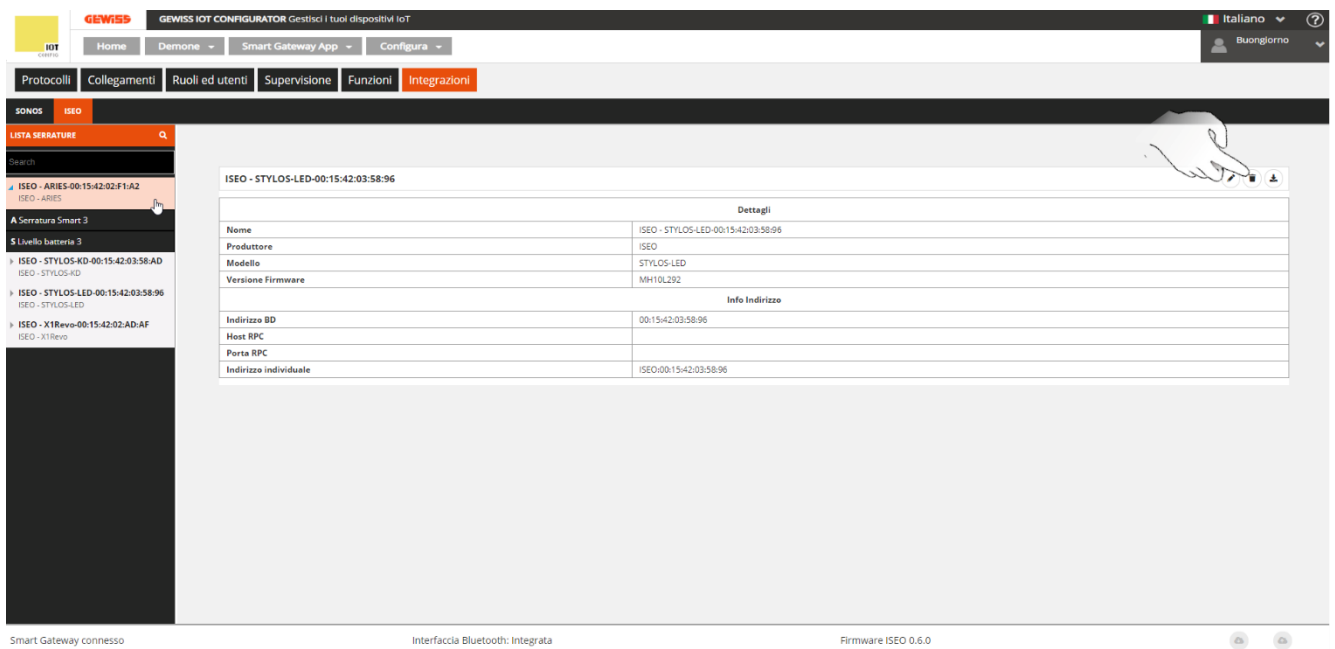 GEWISS GEWISS IOT CONFIGURATOR Gestisci i tuoi dispositivi IoT Italiano ?
IOT
Home Demone Smart Gateway App Configura Buongiorno
Protocolli Collegamenti Ruoli ed utenti Supervisione Funzioni Integrazioni
SONOS ISEO
LISTA SERRATURE
Search
ISEO - ARIES-00:15:42:02:F1:A2
ISEO - ARIES
A Serratura Smart 3
S Livello batteria 3
ISEO - STYLOS-KD-00:15:42:03:58:AD
ISEO - STYLOS-KD
ISEO - STYLOS-LED-00:15:42:03:58:96
ISEO - STYLOS-LED
ISEO - X1Revo-00:15:42:02:AD:AF
ISEO - X1Revo
ISEO - STYLOS-LED-00:15:42:03:58:96
Dettagli
Nome ISEO - STYLOS-LED-00:15:42:03:58:96
Produttore ISEO
Modello STYLOS-LED
Versione Firmware MH10L292
Info Indirizzo
Indirizzo BD 00:15:42:03:58:96
Host RPC
Porta RPC
Indirizzo individuale ISEO:00:15:42:03:58:96
Smart Gateway connesso Interfaccia Bluetooth: Integrata Firmware ISEO 0.6.0